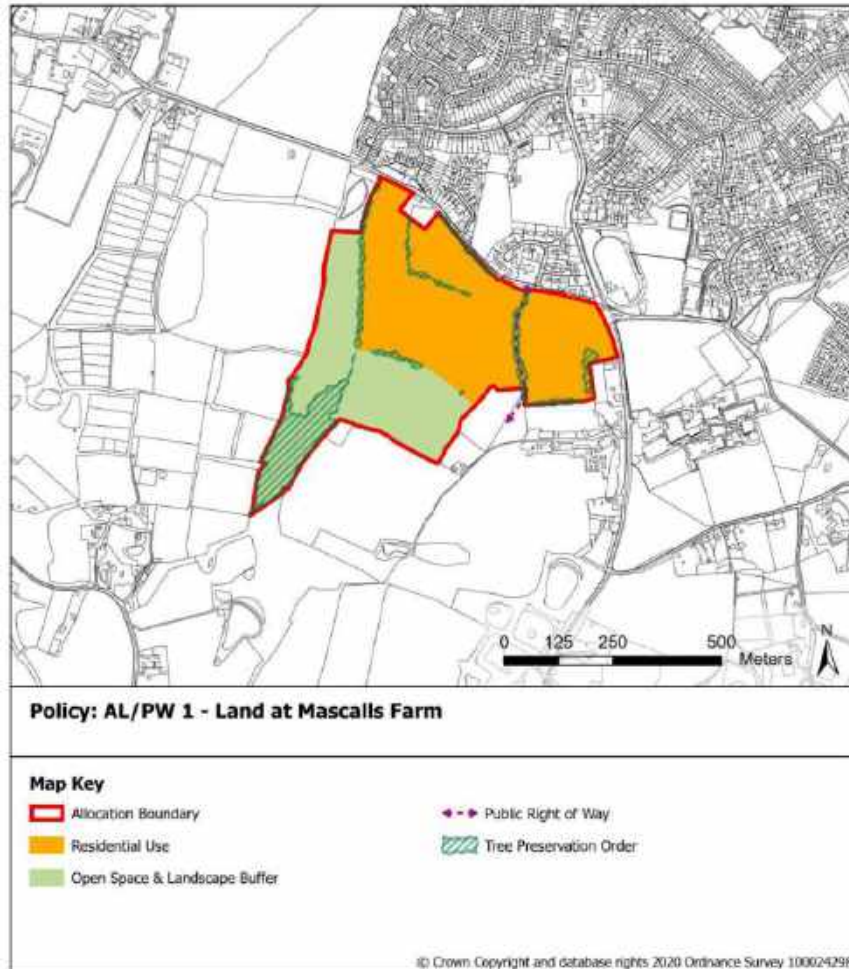 0 125 250 500
Meters
N
Policy: AL/PW 1 - Land at Mascalls Farm
Map Key
Allocation Boundary
Residential Use
Open Space & Landscape Buffer
Public Right of Way
Tree Preservation Order
© Crown Copyright and database rights 2020 Ordnance Survey 100024298